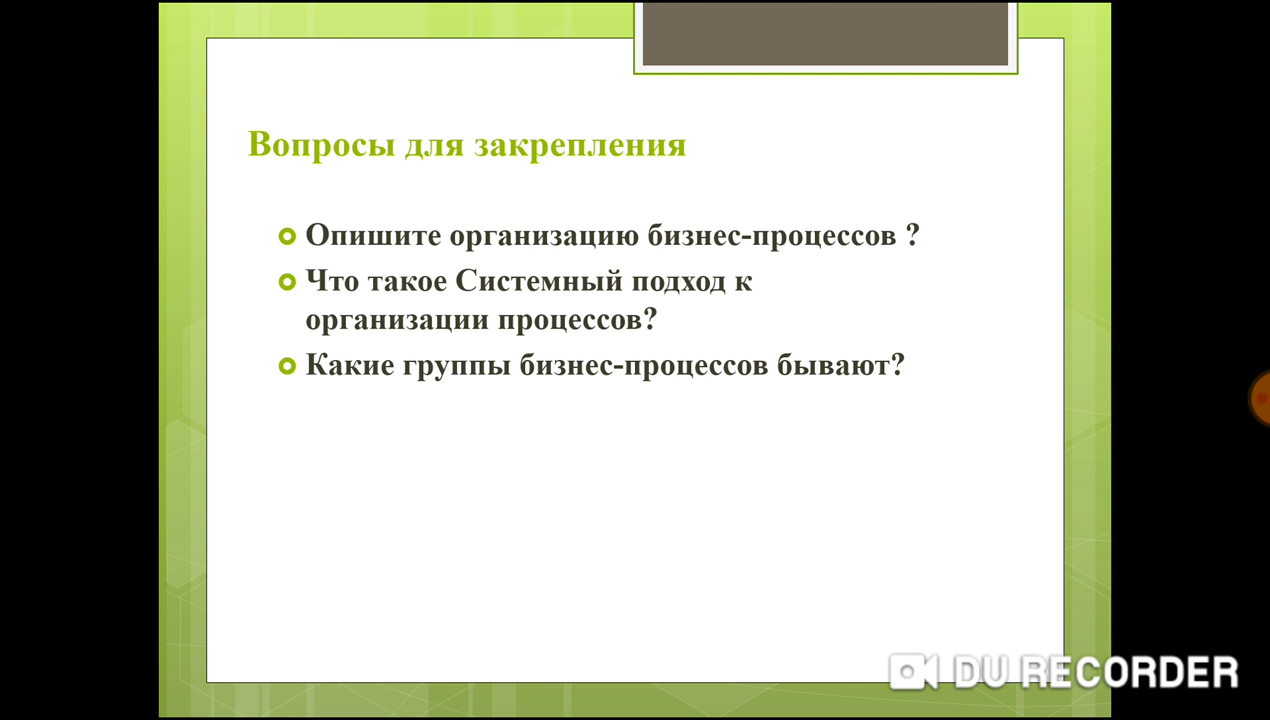 Вопросы для закрепления
Опишите организацию бизнес-процессов ?
Что такое Системный подход к
организации процессов?
Какие группы бизнес-процессов бывают?
DU RECORDER